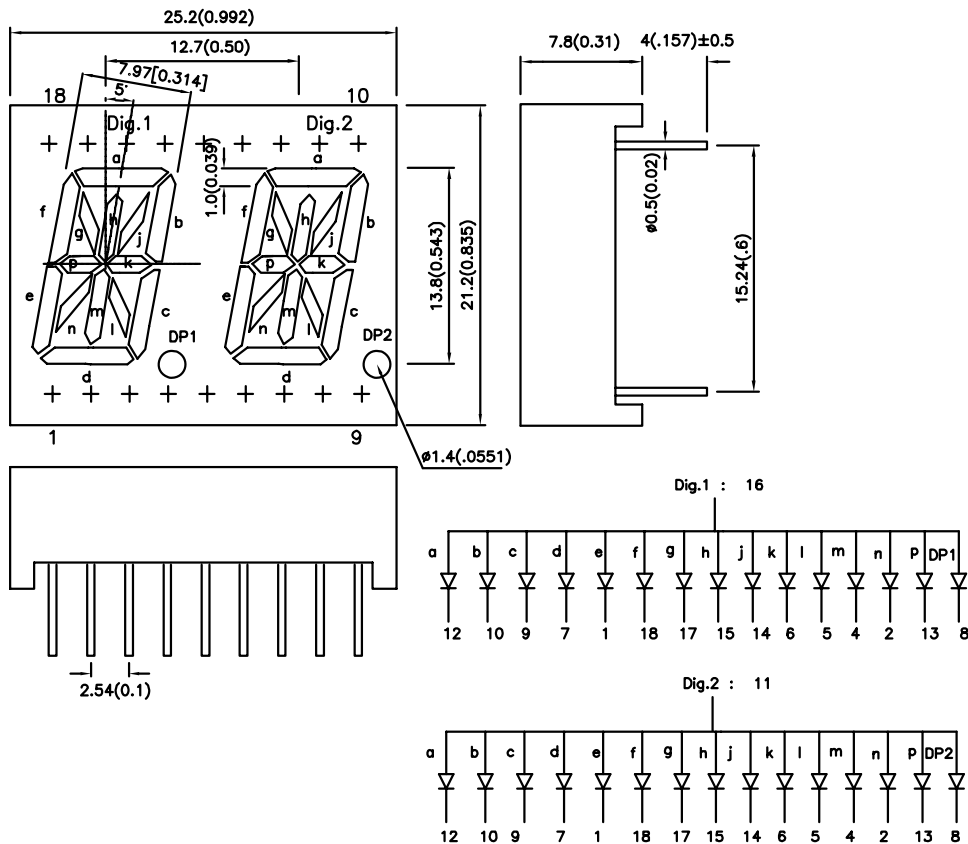 25.2(0.992)
12.7(0.50)
7.97[0.314]
5°
18
10
Dig.1
Dig.2
a
a
1.0(0.039)
f
b
g
h
j
p
k
e
c
n
m
l
d
DP1
f
b
g
h
j
p
k
e
c
n
m
l
d
DP2
13.8(0.543)
21.2(0.835)
1
9
ø1.4(.0551)
7.8(0.31)
4(.157)±0.5
ø0.5(0.02)
15.24(.6)
2.54(0.1)
Dig.1 : 16
a b c d e f g h j k l m n p DP1
12 10 9 7 1 18 17 15 14 6 5 4 2 13 8
Dig.2 : 11
a b c d e f g h j k l m n p DP2
12 10 9 7 1 18 17 15 14 6 5 4 2 13 8